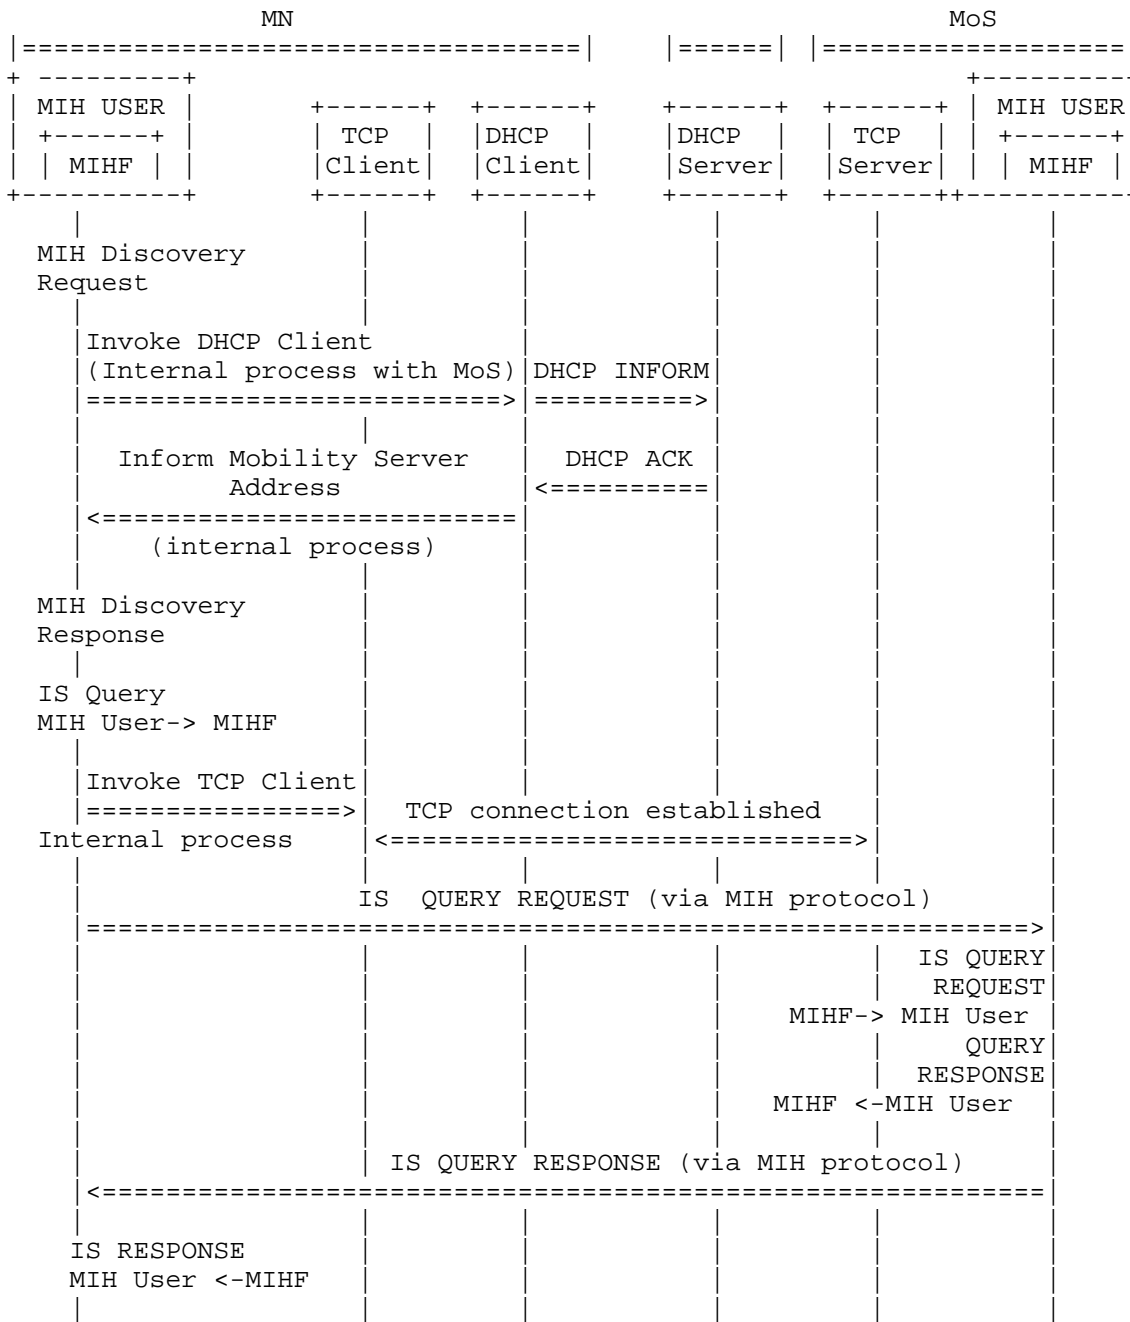 MN MoS
|===================================| |======| |===================
+ ---------+ +----------
| MIH USER | +------+ +------+ +------+ +------+ | MIH USER
| +------+ | | TCP | |DHCP | |DHCP | | TCP | | +------+
| | MIHF | | |Client| |Client| |Server| |Server| | | MIHF |
+----------+ +------+ +------+ +------+ +------++----------
MIH Discovery
Request
Invoke DHCP Client
(Internal process with MoS) DHCP INFORM
==========================> ==========>
Inform Mobility Server DHCP ACK
Address <==========
<==========================
(internal process)
MIH Discovery
Response
IS Query
MIH User-> MIHF
Invoke TCP Client
================> TCP connection established
Internal process <=============================>
IS QUERY REQUEST (via MIH protocol)
===========================================================>
IS QUERY
REQUEST
MIHF-> MIH User
QUERY
RESPONSE
MIHF <-MIH User
IS QUERY RESPONSE (via MIH protocol)
<===========================================================
IS RESPONSE
MIH User <-MIHF